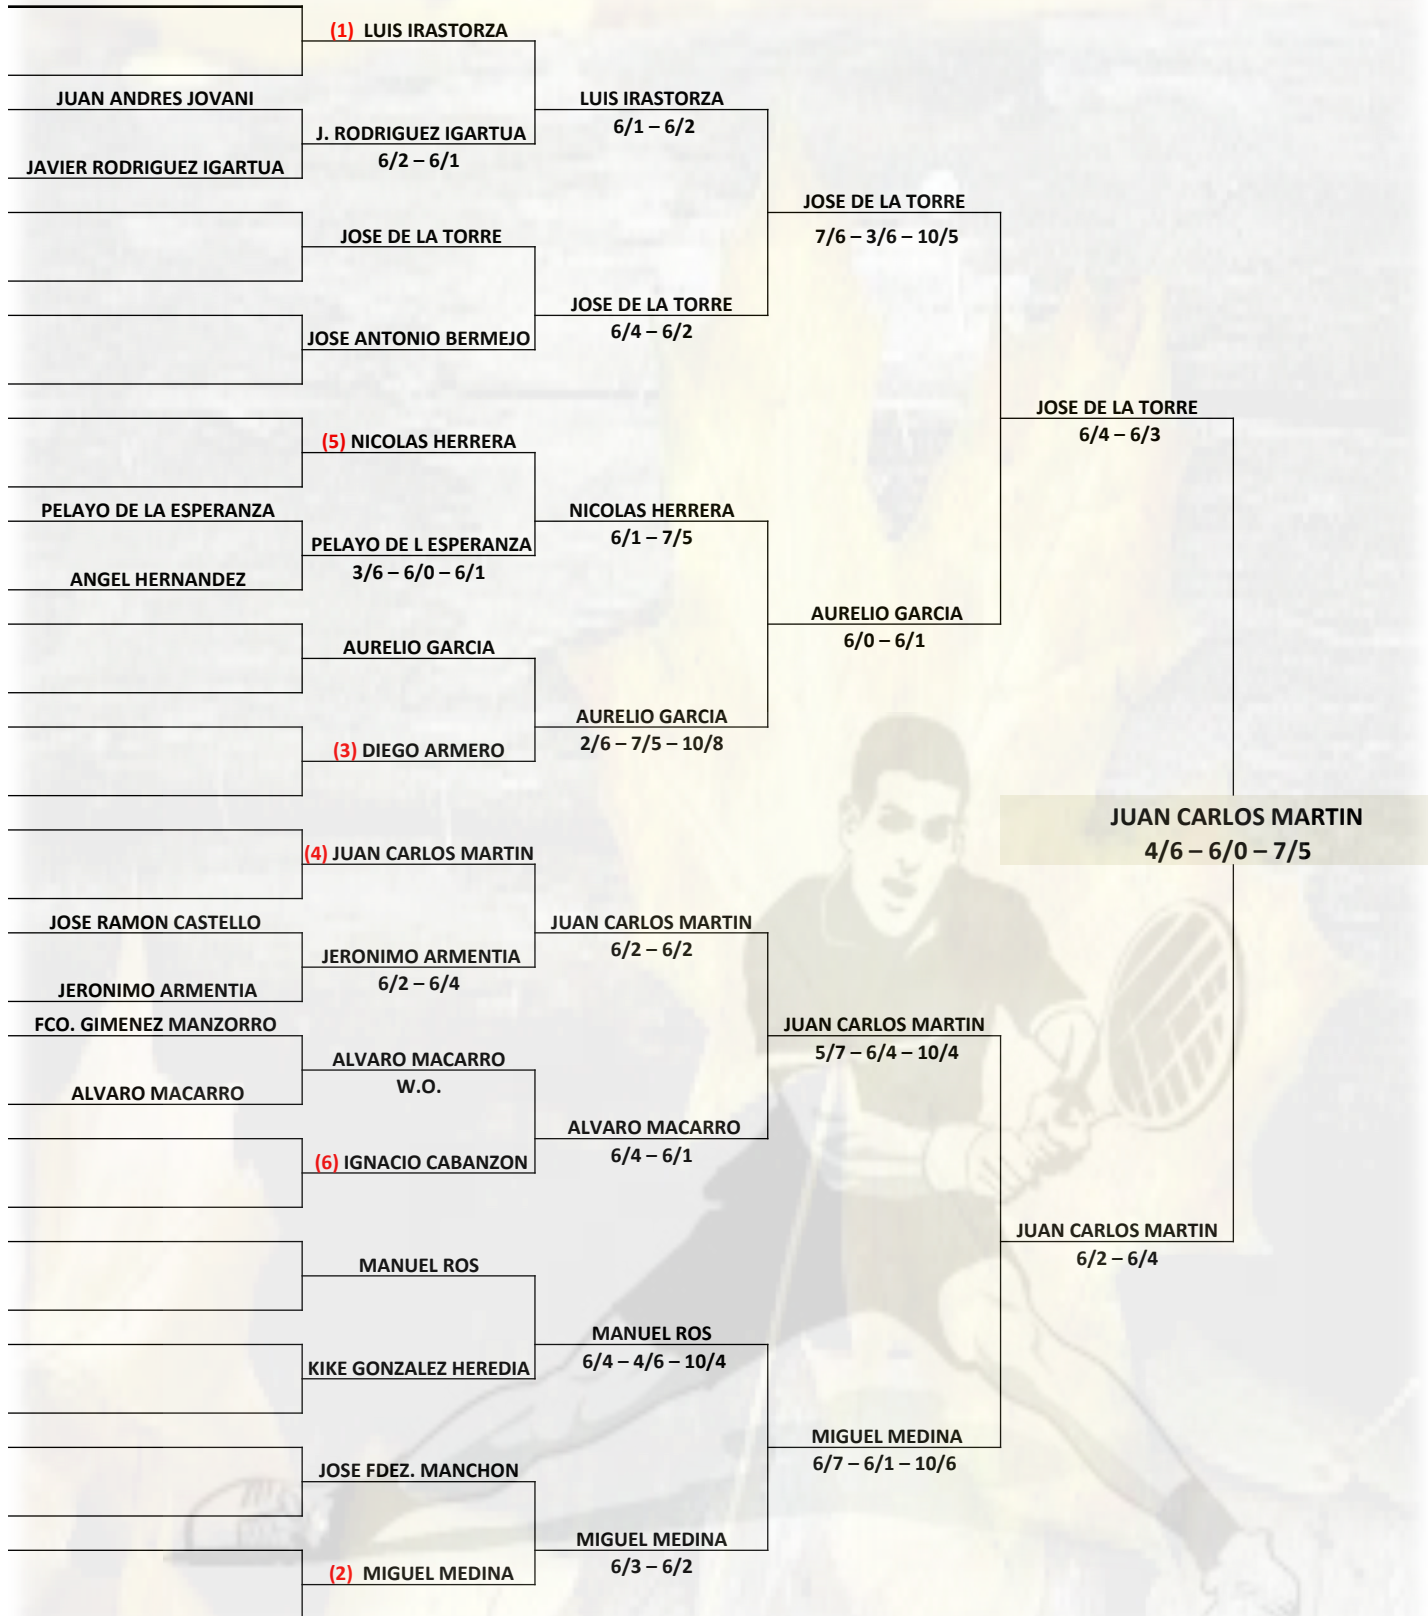 (1) LUIS IRASTORZA
JUAN ANDRES JOVANI
LUIS IRASTORZA
6/1 – 6/2
J. RODRIGUEZ IGARTUA
6/2 – 6/1
JAVIER RODRIGUEZ IGARTUA
JOSE DE LA TORRE
7/6 – 3/6 – 10/5
JOSE DE LA TORRE
JOSE DE LA TORRE
6/4 – 6/2
JOSE ANTONIO BERMEJO
JOSE DE LA TORRE
6/4 – 6/3
(5) NICOLAS HERRERA
PELAYO DE LA ESPERANZA
NICOLAS HERRERA
6/1 – 7/5
PELAYO DE L ESPERANZA
3/6 – 6/0 – 6/1
ANGEL HERNANDEZ
AURELIO GARCIA
6/0 – 6/1
AURELIO GARCIA
AURELIO GARCIA
2/6 – 7/5 – 10/8
(3) DIEGO ARMERO
JUAN CARLOS MARTIN
4/6 – 6/0 – 7/5
(4) JUAN CARLOS MARTIN
JOSE RAMON CASTELLO
JUAN CARLOS MARTIN
6/2 – 6/2
JERONIMO ARMENTIA
6/2 – 6/4
JERONIMO ARMENTIA
FCO. GIMENEZ MANZORRO
JUAN CARLOS MARTIN
5/7 – 6/4 – 10/4
ALVARO MACARRO
W.O.
ALVARO MACARRO
ALVARO MACARRO
6/4 – 6/1
(6) IGNACIO CABANZON
JUAN CARLOS MARTIN
6/2 – 6/4
MANUEL ROS
MANUEL ROS
6/4 – 4/6 – 10/4
KIKE GONZALEZ HEREDIA
MIGUEL MEDINA
6/7 – 6/1 – 10/6
JOSE FDEZ. MANCHON
MIGUEL MEDINA
6/3 – 6/2
(2) MIGUEL MEDINA